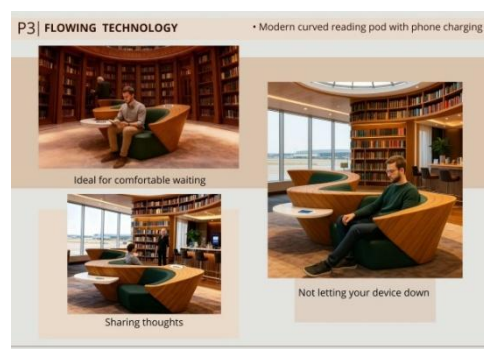 P3| FLOWING TECHNOLOGY
• Modern curved reading pod with phone charging
Ideal for comfortable waiting
Sharing thoughts
Not letting your device down